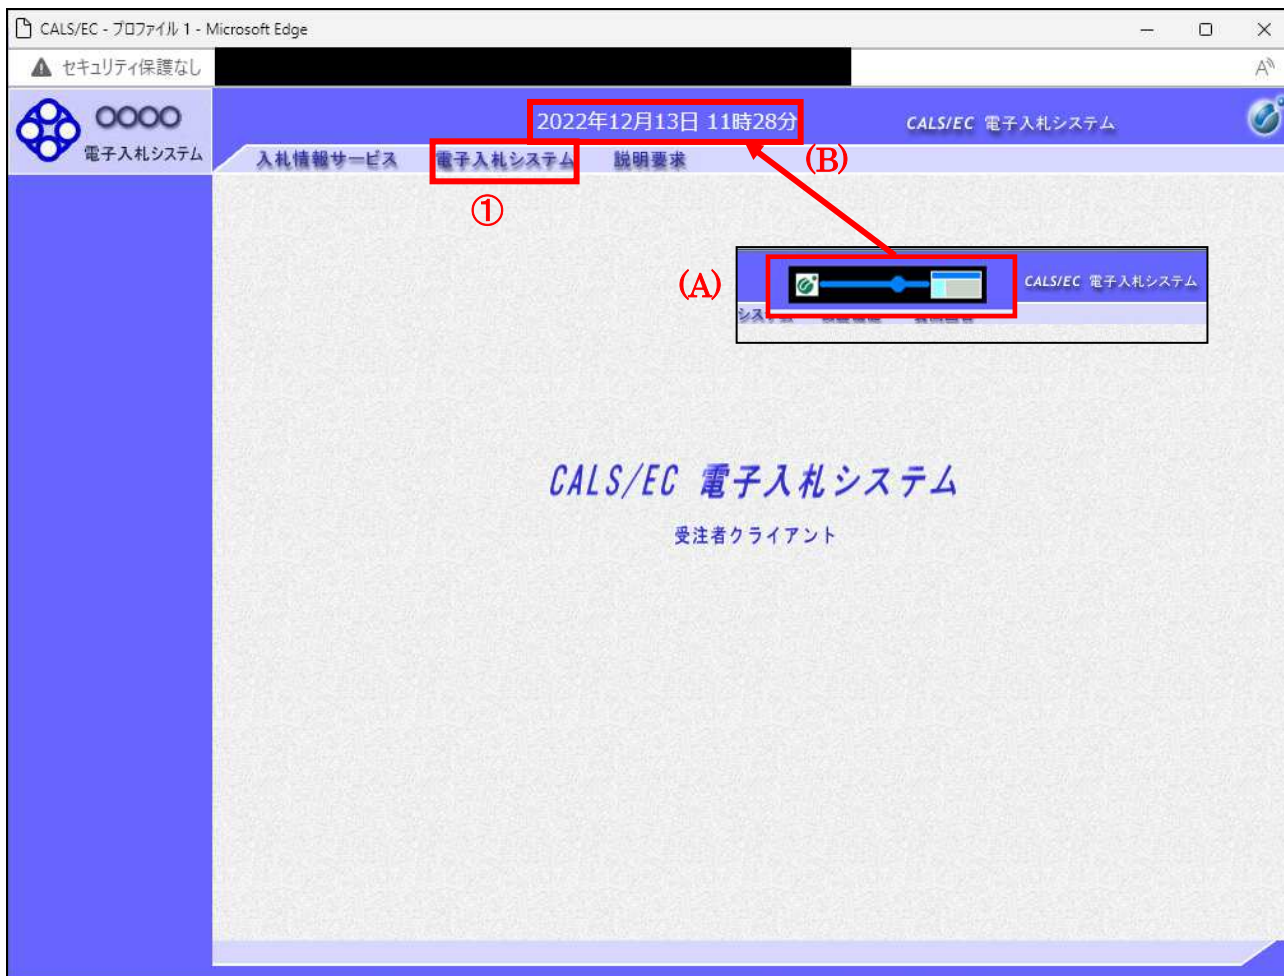 CALS/EC - プロファイル 1 - Microsoft Edge
セキュリティ保護なし
OOOO
電子入札システム
2022年12月13日 11時28分
CALS/EC 電子入札システム
入札情報サービス 電子入札システム 説明要求
(B)
①
(A)
CALS/EC 電子入札システム
CALS/EC 電子入札システム
受注者クライアント